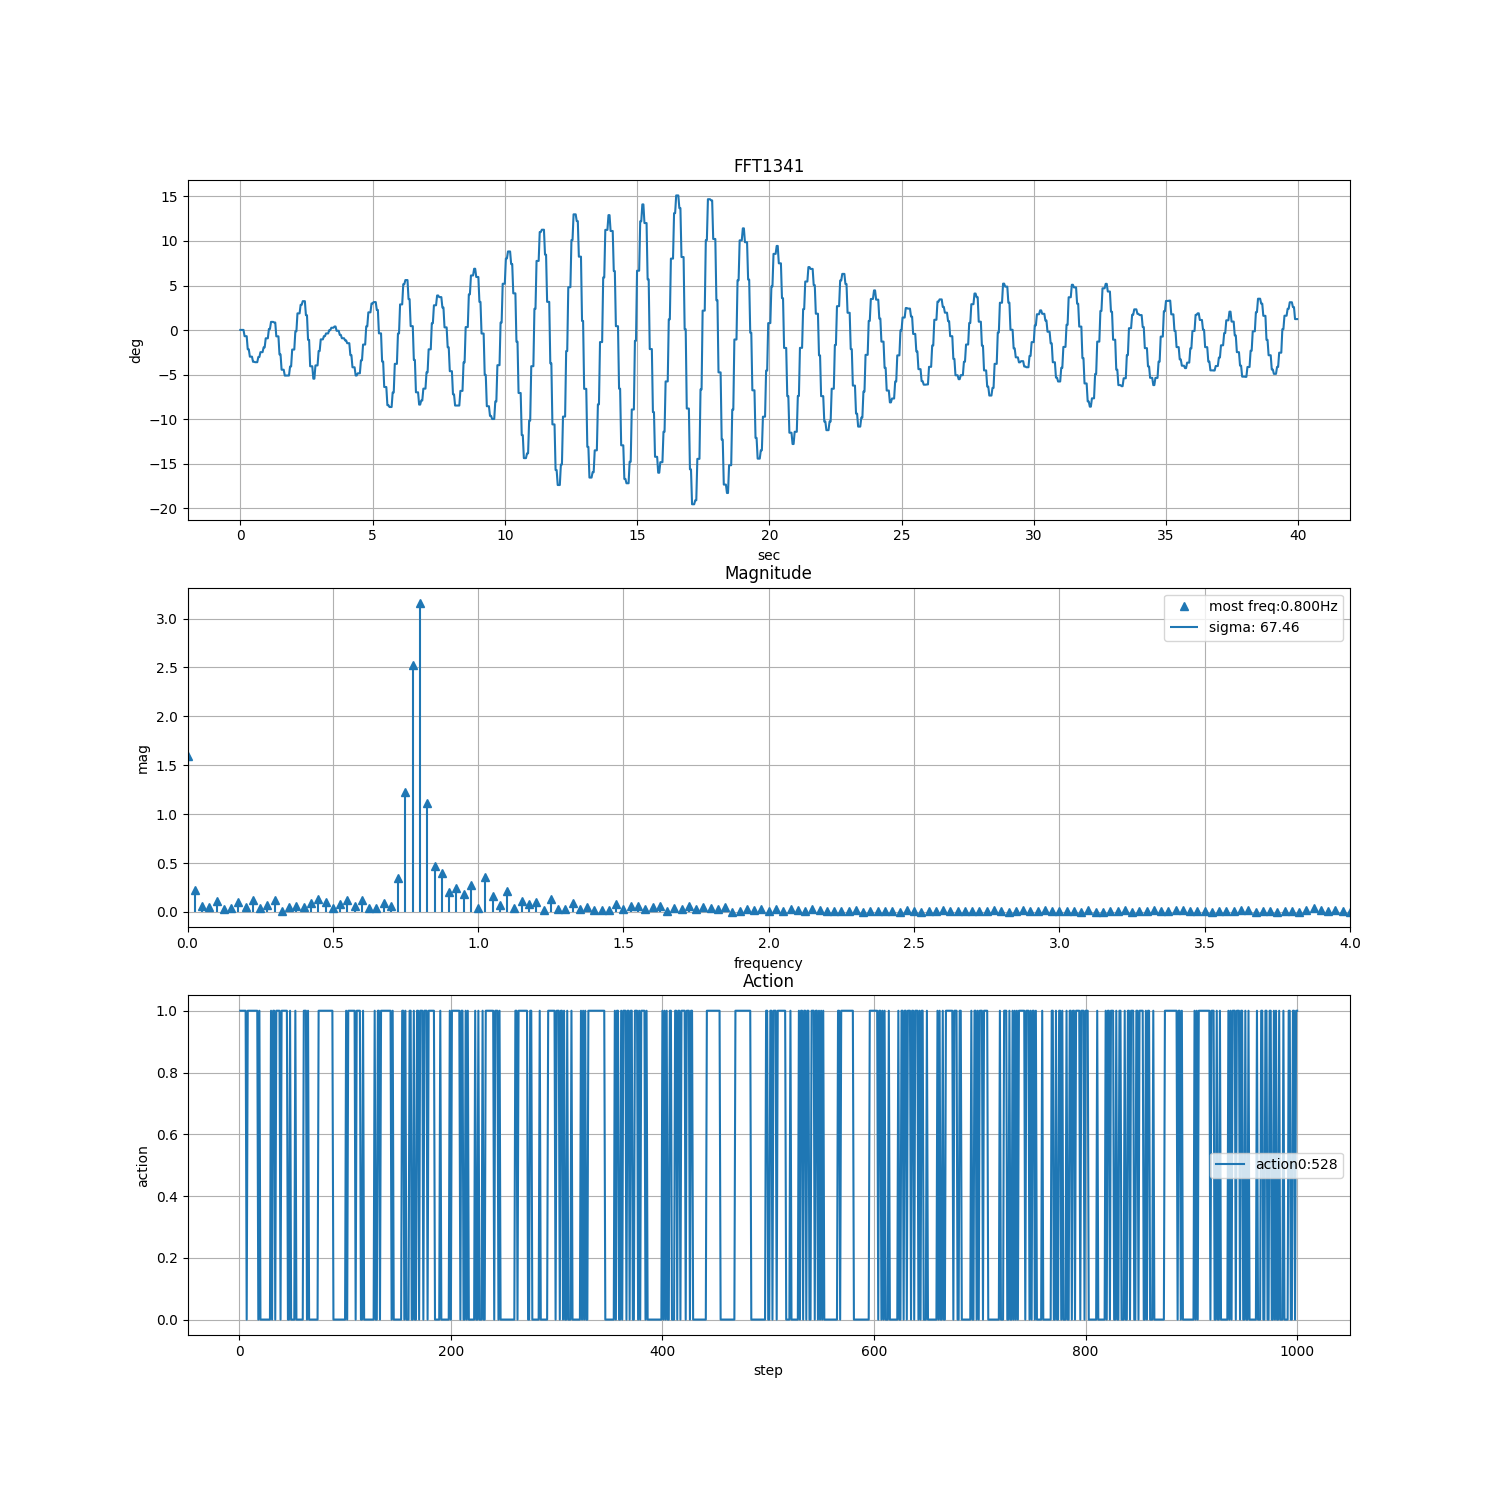 FFT1341
15
10
5
0
−5
−10
−15
−20
deg
0 5 10 15 20 25 30 35 40
sec
Magnitude
3.0
2.5
2.0
1.5
1.0
0.5
0.0
mag
most freq:0.800Hz
sigma: 67.46
0.0 0.5 1.0 1.5 2.0 2.5 3.0 3.5 4.0
frequency
Action
1.0
0.8
0.6
0.4
0.2
0.0
action
action0:528
0 200 400 600 800 1000
step